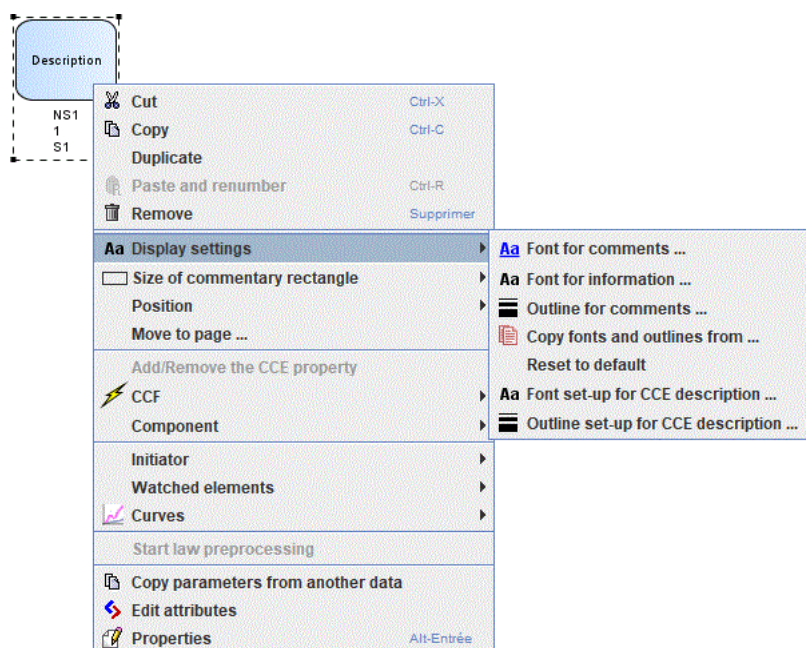 Description
NS1
1
S1
Cut Ctrl-X
Copy Ctrl-C
Duplicate
Paste and renumber Ctrl-R
Remove Supprimer
Aa Display settings
Size of commentary rectangle
Position
Move to page ...
Add/Remove the CCE property
CCF
Component
Initiator
Watched elements
Curves
Start law preprocessing
Copy parameters from another data
Edit attributes
Properties Alt-Entrée
Aa Font for comments ...
Aa Font for information ...
Outline for comments ...
Copy fonts and outlines from ...
Reset to default
Aa Font set-up for CCE description ...
Outline set-up for CCE description ...